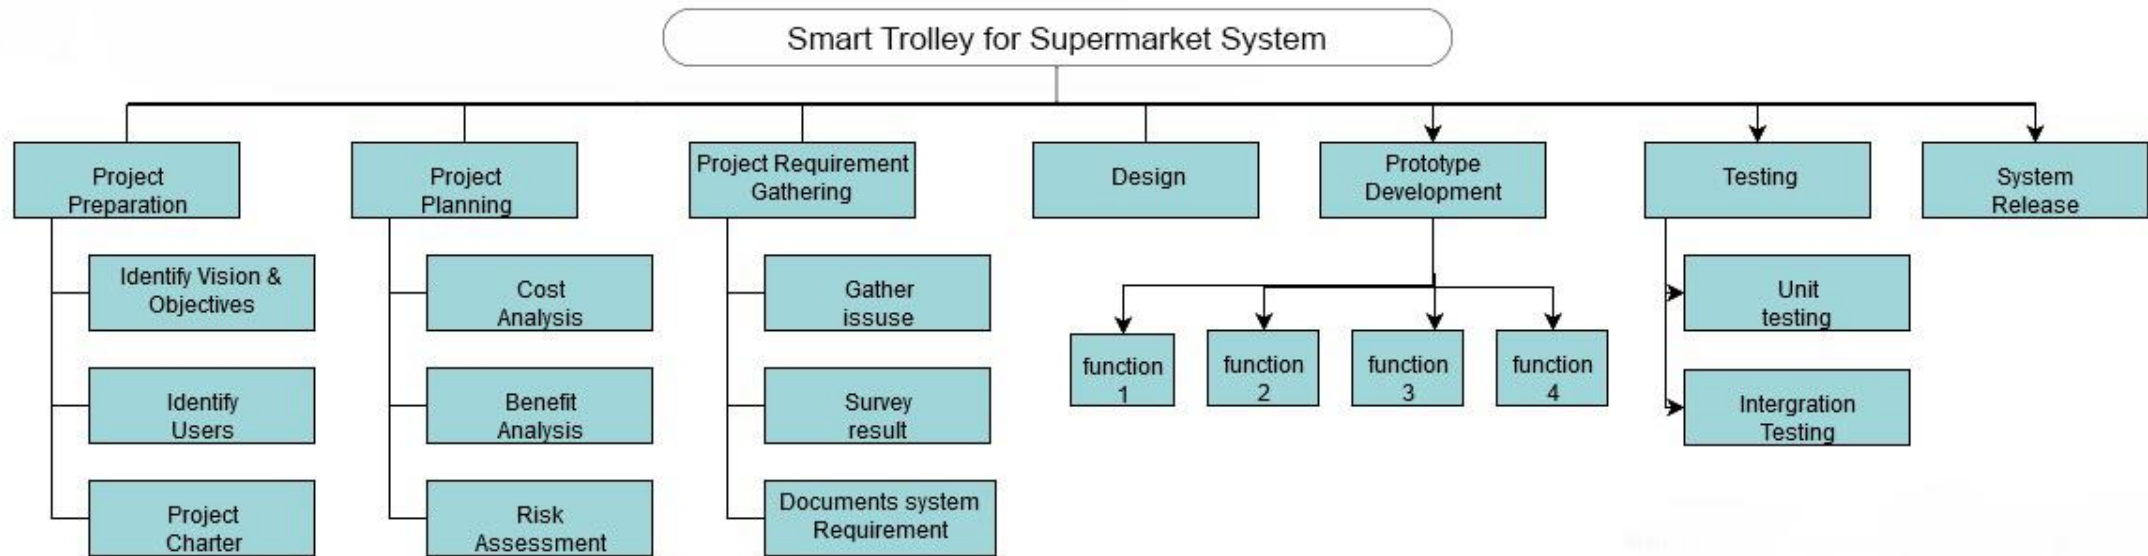 Smart Trolley for Supermarket System
Project
Preparation
Project
Planning
Project Requirement
Gathering
Design
Prototype
Development
Testing
System
Release
Identify Vision &
Objectives
Identify
Users
Project
Charter
Cost
Analysis
Benefit
Analysis
Risk
Assessment
Gather
issuse
Survey
result
Documents system
Requirement
function
1
function
2
function
3
function
4
Unit
testing
Intergration
Testing